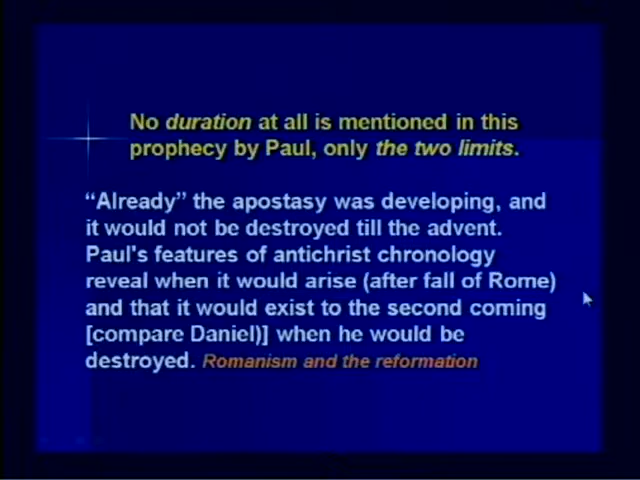 No duration at all is mentioned in this
prophecy by Paul, only the two limits.
“Already” the apostasy was developing, and
it would not be destroyed till the advent.
Paul's features of antichrist chronology
reveal when it would arise (after fall of Rome)
and that it would exist to the second coming
[compare Daniel)] when he would be
destroyed. Romanism and the reformation